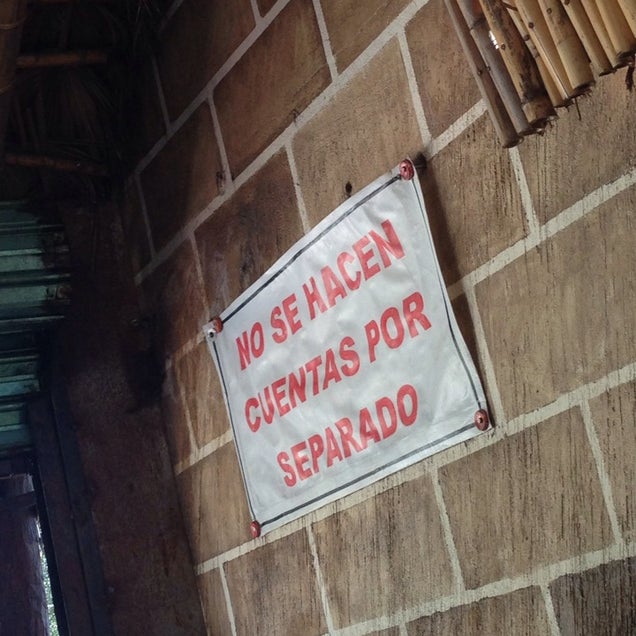 NO SE HACEN
CUENTAS POR
SEPARADO